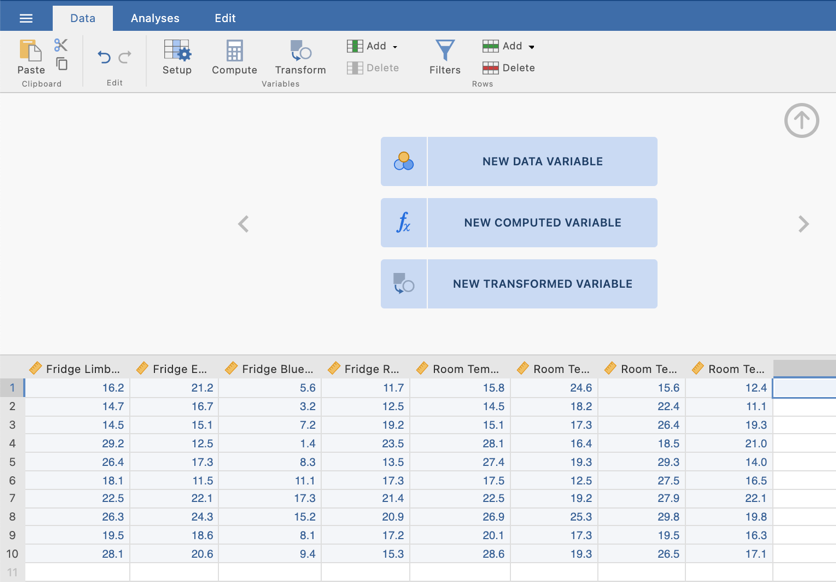 Data Analyses Edit
Paste Setup Compute Transform Add Delete Filters Add Delete
Clipboard Edit Variables Rows
NEW DATA VARIABLE
fx NEW COMPUTED VARIABLE
NEW TRANSFORMED VARIABLE
Fridge Limb... Fridge E... Fridge Blue... Fridge R... Room Tem... Room Te... Room Te... Room Te...
1 16.2 21.2 5.6 11.7 15.8 24.6 15.6 12.4
2 14.7 16.7 3.2 12.5 14.5 18.2 22.4 11.1
3 14.5 15.1 7.2 19.2 15.1 17.3 26.4 19.3
4 29.2 12.5 1.4 23.5 28.1 16.4 18.5 21.0
5 26.4 17.3 8.3 13.5 27.4 19.3 29.3 14.0
6 18.1 11.5 11.1 17.3 17.5 12.5 27.5 16.5
7 22.5 22.1 17.3 21.4 22.5 19.2 27.9 22.1
8 26.3 24.3 15.2 20.9 26.9 25.3 29.8 19.8
9 19.5 18.6 8.1 17.2 20.1 17.3 19.5 16.3
10 28.1 20.6 9.4 15.3 28.6 19.3 26.5 17.1
11